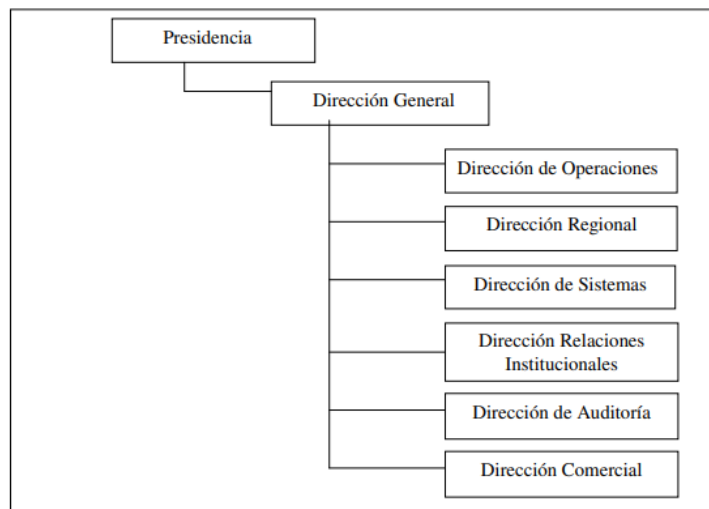 Presidencia
Dirección General
Dirección de Operaciones
Dirección Regional
Dirección de Sistemas
Dirección Relaciones
Institucionales
Dirección de Auditoría
Dirección Comercial